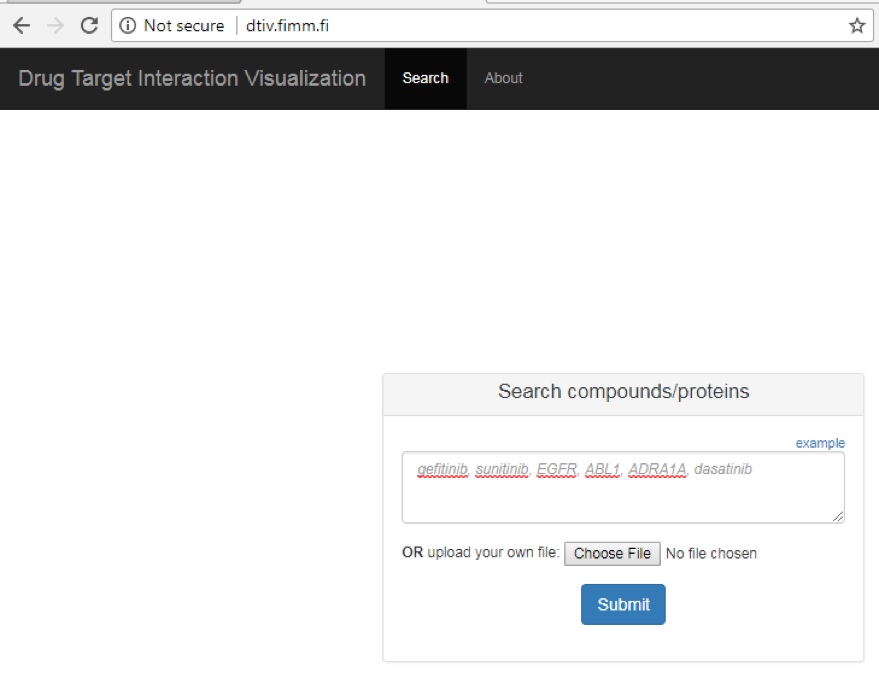 Not secure dtiv.fimm.fi
Drug Target Interaction Visualization Search About
Search compounds/proteins
example
gefitinib, sunitinib, EGFR, ABL1, ADRA1A, dasatinib
OR upload your own file: Choose File No file chosen
Submit